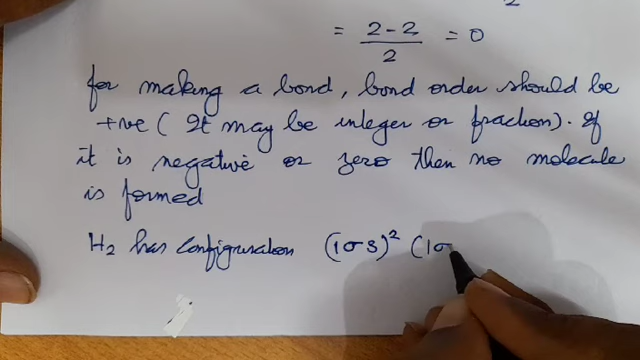 2
= 2-2/2 = 0
for making a bond, bond order should be
+ve ( It may be integer or fraction). If
it is negative or zero then no molecule
is formed
H₂ has configuration (1σs)² (1σ